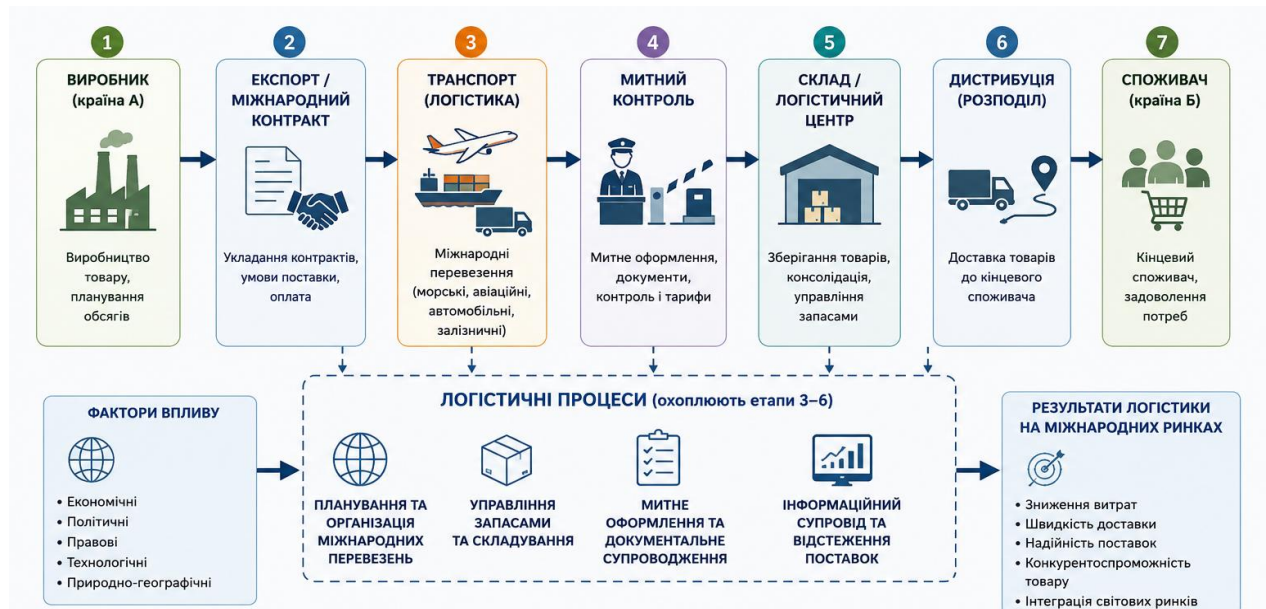 1
ВИРОБНИК
(країна А)
Виробництво
товару,
планування
обсягів
2
ЕКСПОРТ /
МІЖНАРОДНИЙ
КОНТРАКТ
Укладання контрактів,
умови поставки,
оплата
3
ТРАНСПОРТ
(ЛОГІСТИКА)
Міжнародні
перевезення
(морські, авіаційні,
автомобільні,
залізничні)
4
МИТНИЙ
КОНТРОЛЬ
Митне оформлення,
документи,
контроль і тарифи
5
СКЛАД /
ЛОГІСТИЧНИЙ
ЦЕНТР
Зберігання товарів,
консолідація,
управління
запасами
6
ДИСТРИБУЦІЯ
(РОЗПОДІЛ)
Доставка товарів
до кінцевого
споживача
7
СПОЖИВАЧ
(країна Б)
Кінцевий
споживач,
задоволення
потреб
ФАКТОРИ ВПЛИВУ
• Економічні
• Політичні
• Правові
• Технологічні
• Природно-географічні
ЛОГІСТИЧНІ ПРОЦЕСИ (охоплюють етапи 3–6)
ПЛАНУВАННЯ ТА
ОРГАНІЗАЦІЯ
МІЖНАРОДНИХ
ПЕРЕВЕЗЕНЬ
УПРАВЛІННЯ
ЗАПАСАМИ
ТА СКЛАДУВАННЯ
МИТНЕ
ОФОРМЛЕННЯ ТА
ДОКУМЕНТАЛЬНЕ
СУПРОВОДЖЕННЯ
ІНФОРМАЦІЙНИЙ
СУПРОВІД ТА
ВІДСТЕЖЕННЯ
ПОСТАВОК
РЕЗУЛЬТАТИ ЛОГІСТИКИ
НА МІЖНАРОДНИХ РИНКАХ
• Зниження витрат
• Швидкість доставки
• Надійність поставок
• Конкурентоспроможність
товару
• Інтеграція світових ринків